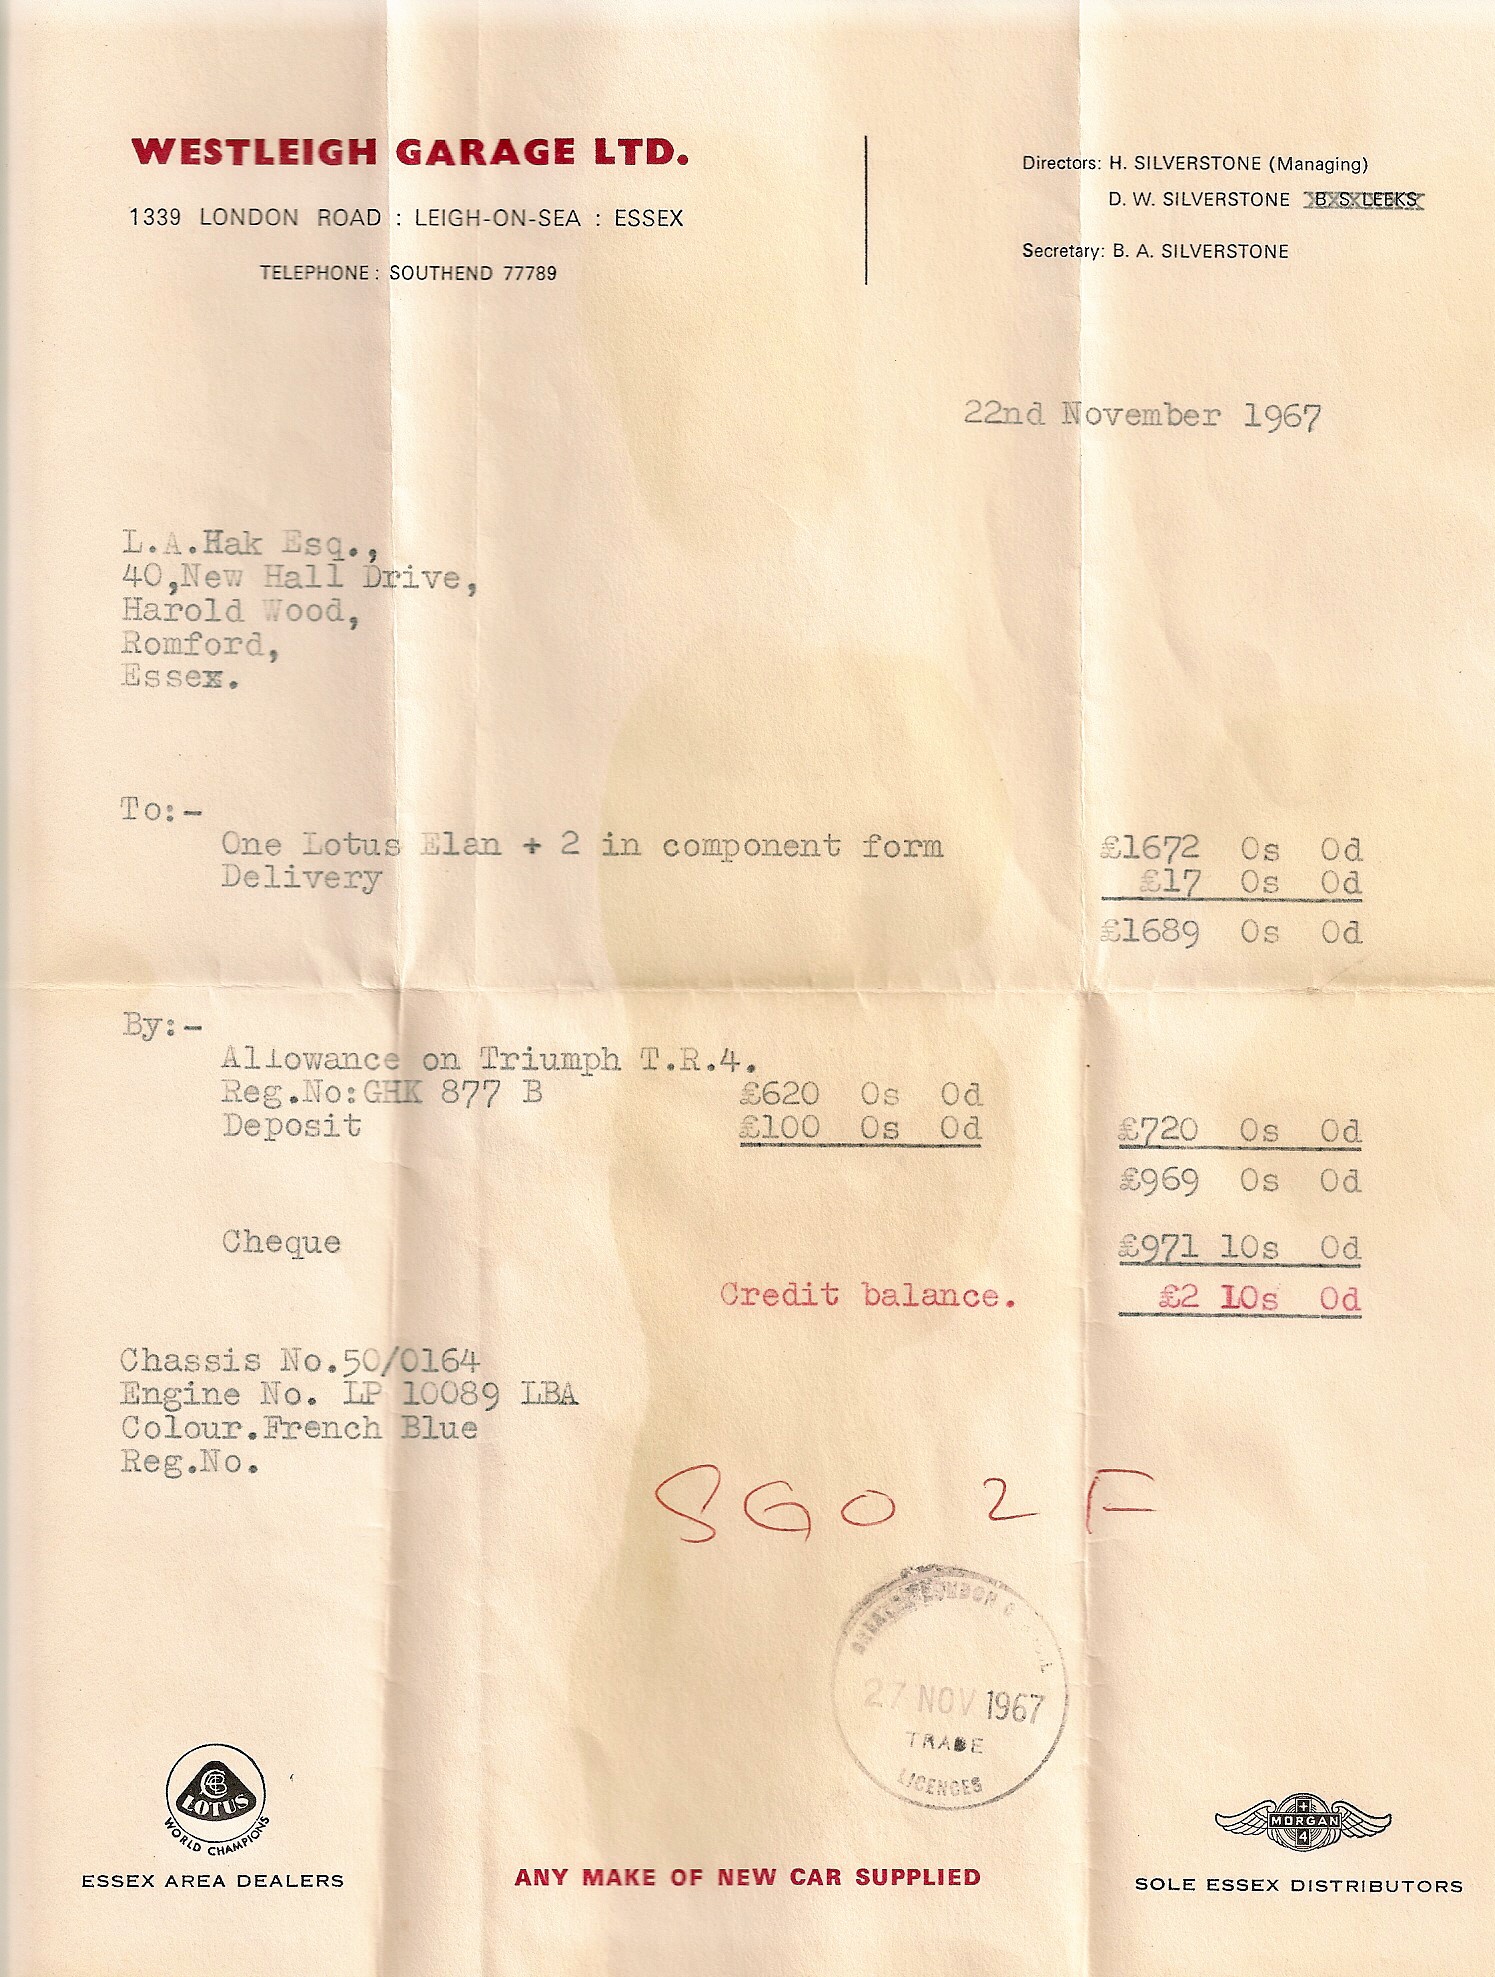 WESTLEIGH GARAGE LTD.
1339 LONDON ROAD : LEIGH-ON-SEA : ESSEX
TELEPHONE: SOUTHEND 77789
Directors: H. SILVERSTONE (Managing)
D. W. SILVERSTONE B. S. LEEKS
Secretary: B. A. SILVERSTONE
22nd November 1967
L.A.Hak Esq.,
40,New Hall Drive,
Harold Wood,
Romford,
Essex.
To:-
One Lotus Elan + 2 in component form £1672 0s 0d
Delivery £17 0s 0d
£1689 0s 0d
By:-
Allowance on Triumph T.R.4.
Reg.No:GHK 877 B £620 0s 0d
Deposit £100 0s 0d £720 0s 0d
£969 0s 0d
Cheque £971 10s 0d
Credit balance. £2 10s 0d
Chassis No.50/0164
Engine No. LP 10089 LBA
Colour.French Blue
Reg.No.
SGO 2 F
LONDON
27 NOV 1967
TRADE
LICENCES
LOTUS
WORLD CHAMPIONS
ESSEX AREA DEALERS
ANY MAKE OF NEW CAR SUPPLIED
MORGAN
4
SOLE ESSEX DISTRIBUTORS